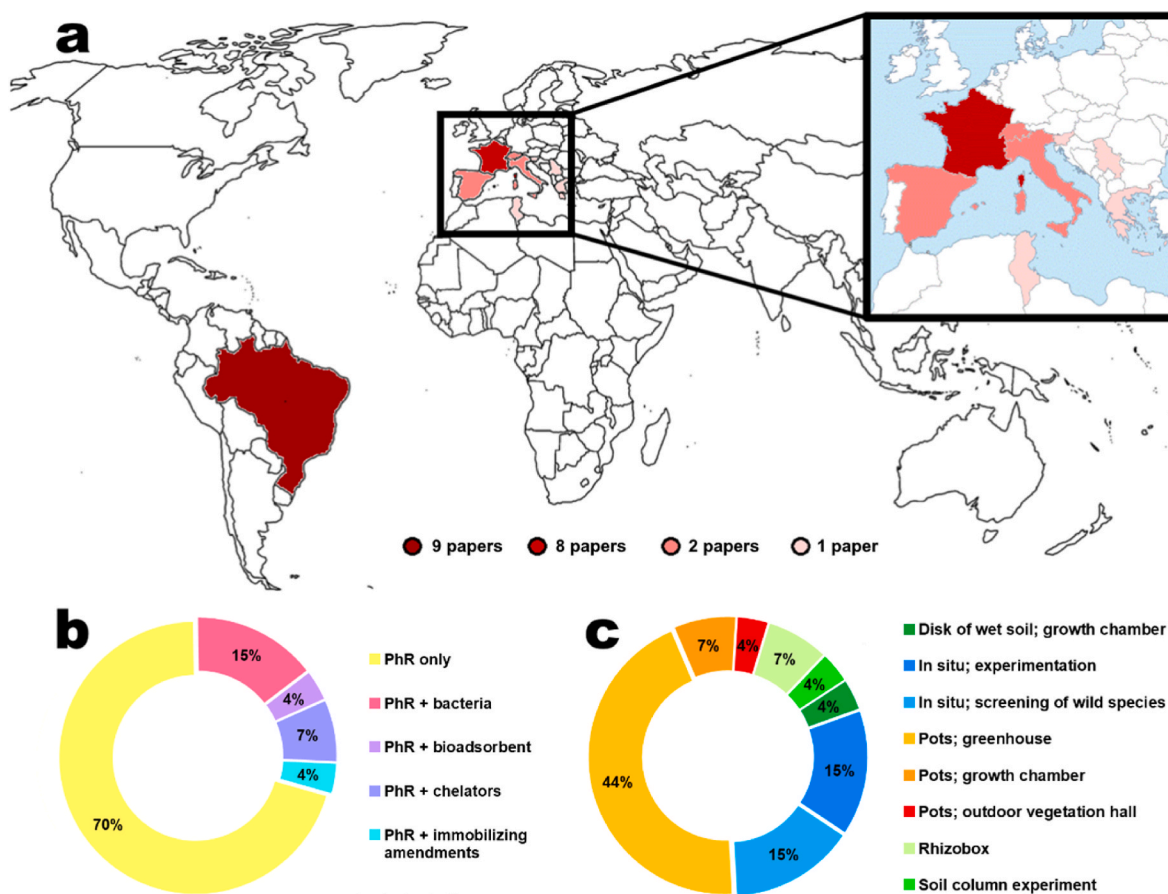 a
9 papers
8 papers
2 papers
1 paper
b
15%
4%
7%
4%
70%
PhR only
PhR + bacteria
PhR + bioadsorbent
PhR + chelators
PhR + immobilizing
amendments
c
7%
4%
7%
4%
4%
15%
15%
44%
Disk of wet soil; growth chamber
In situ; experimentation
In situ; screening of wild species
Pots; greenhouse
Pots; growth chamber
Pots; outdoor vegetation hall
Rhizobox
Soil column experiment